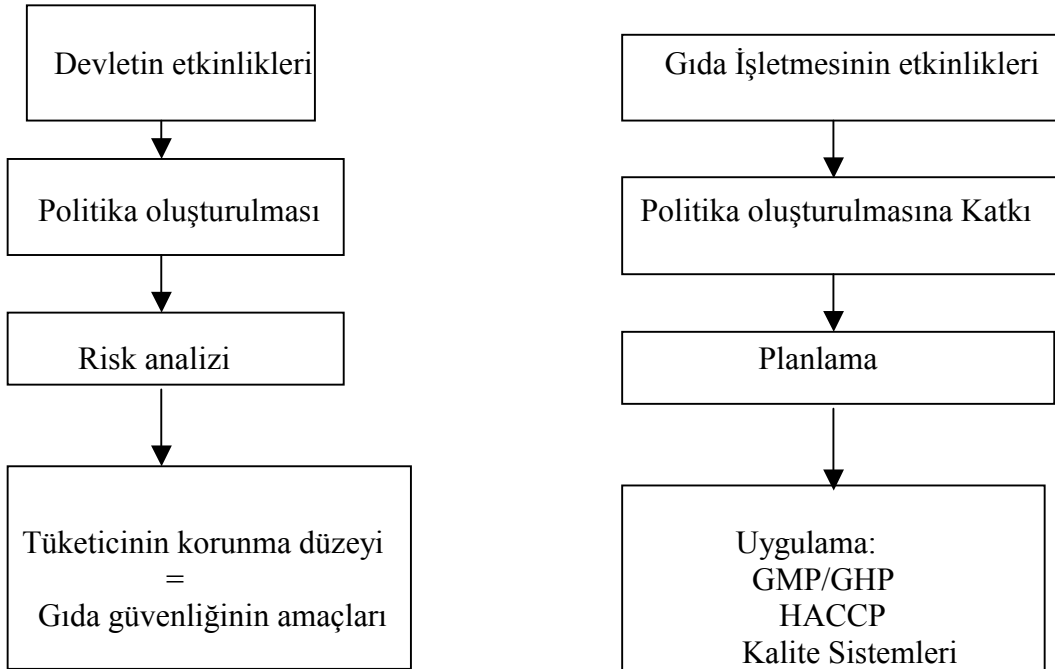 Devletin etkinlikleri
Politika oluşturulması
Risk analizi
Tüketicinin korunma düzeyi
=
Gıda güvenliğinin amaçları
Gıda İşletmesinin etkinlikleri
Politika oluşturulmasına Katkı
Planlama
Uygulama:
GMP/GHP
HACCP
Kalite Sistemleri